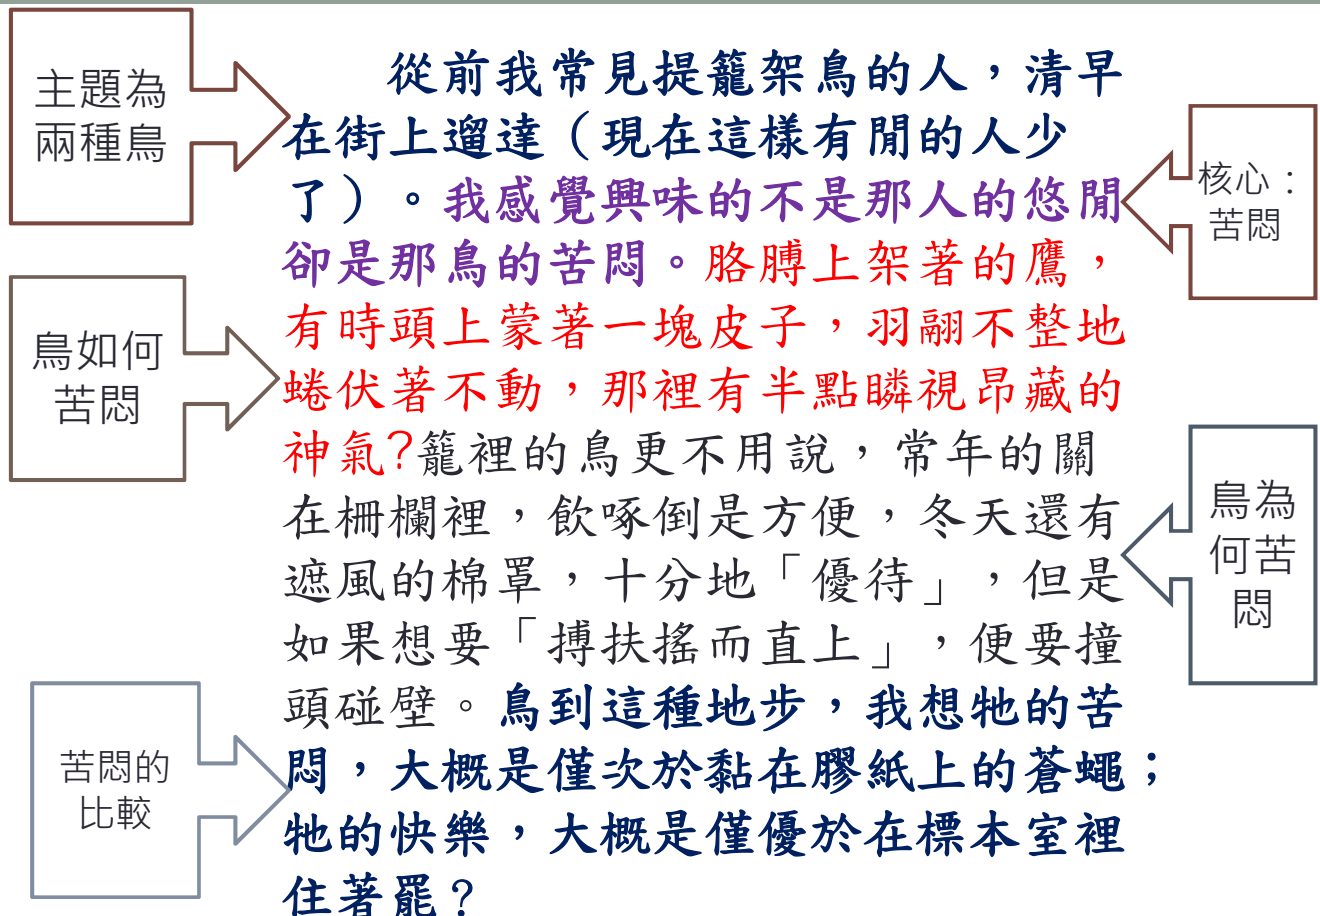 主題為
兩種鳥
從前我常見提籠架鳥的人，清早
在街上遛達（現在這樣有閒的人少
了）。我感覺興味的不是那人的悠閒
卻是那鳥的苦悶。胳膊上架著的鷹，
有時頭上蒙著一塊皮子，羽翮不整地
蜷伏著不動，那裡有半點瞵視昂藏的
神氣?籠裡的鳥更不用說，常年的關
在柵欄裡，飲啄倒是方便，冬天還有
遮風的棉罩，十分地「優待」，但是
如果想要「搏扶搖而直上」，便要撞
頭碰壁。鳥到這種地步，我想牠的苦
悶，大概是僅次於黏在膠紙上的蒼蠅；
牠的快樂，大概是僅優於在標本室裡
住著罷？
核心：
苦悶
鳥如何
苦悶
鳥為
何苦
悶
苦悶的
比較